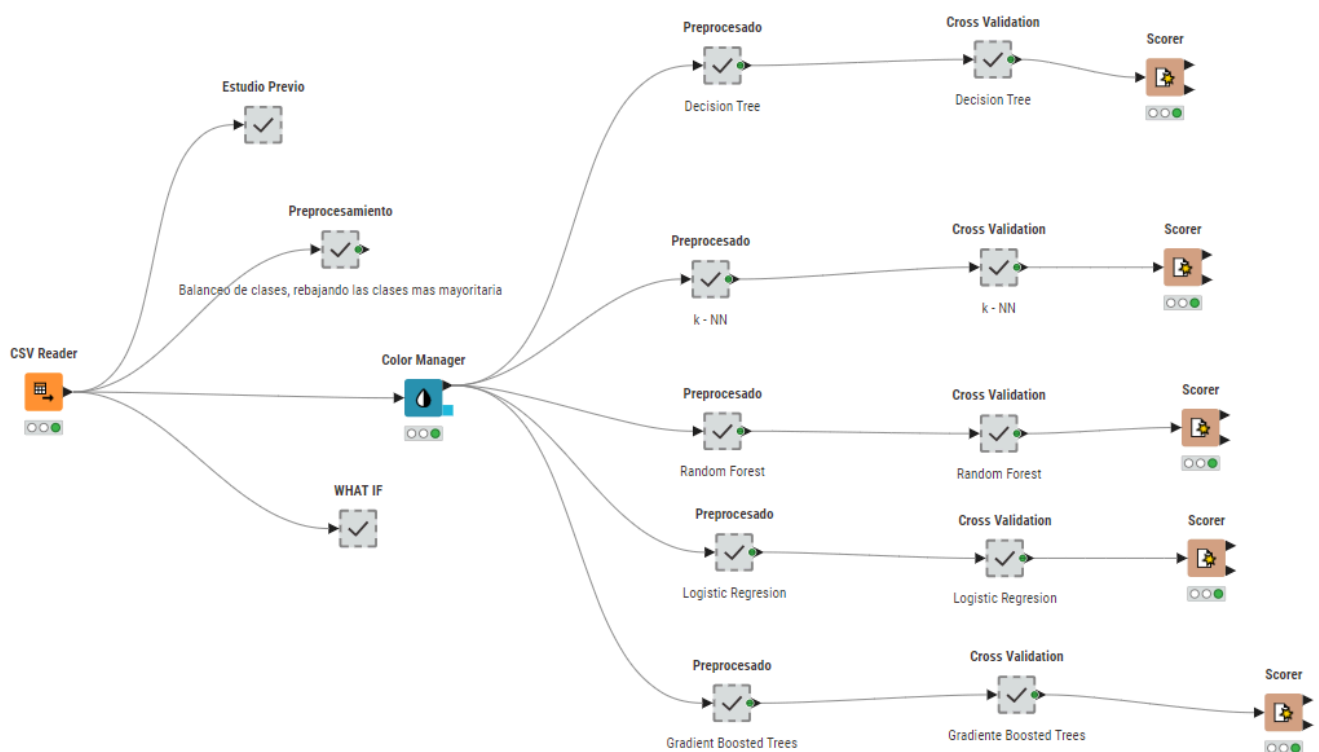 Cross Validation
Preprocesado
Scorer
Estudio Previo
Decision Tree
Decision Tree
Preprocesamiento
Balanceo de clases, rebajando las clases mas mayoritaria
Preprocesado
Cross Validation
Scorer
k - NN
k - NN
CSV Reader
Color Manager
Preprocesado
Cross Validation
Scorer
Random Forest
Random Forest
WHAT IF
Preprocesado
Cross Validation
Scorer
Logistic Regresion
Logistic Regresion
Preprocesado
Cross Validation
Scorer
Gradient Boosted Trees
Gradiente Boosted Trees